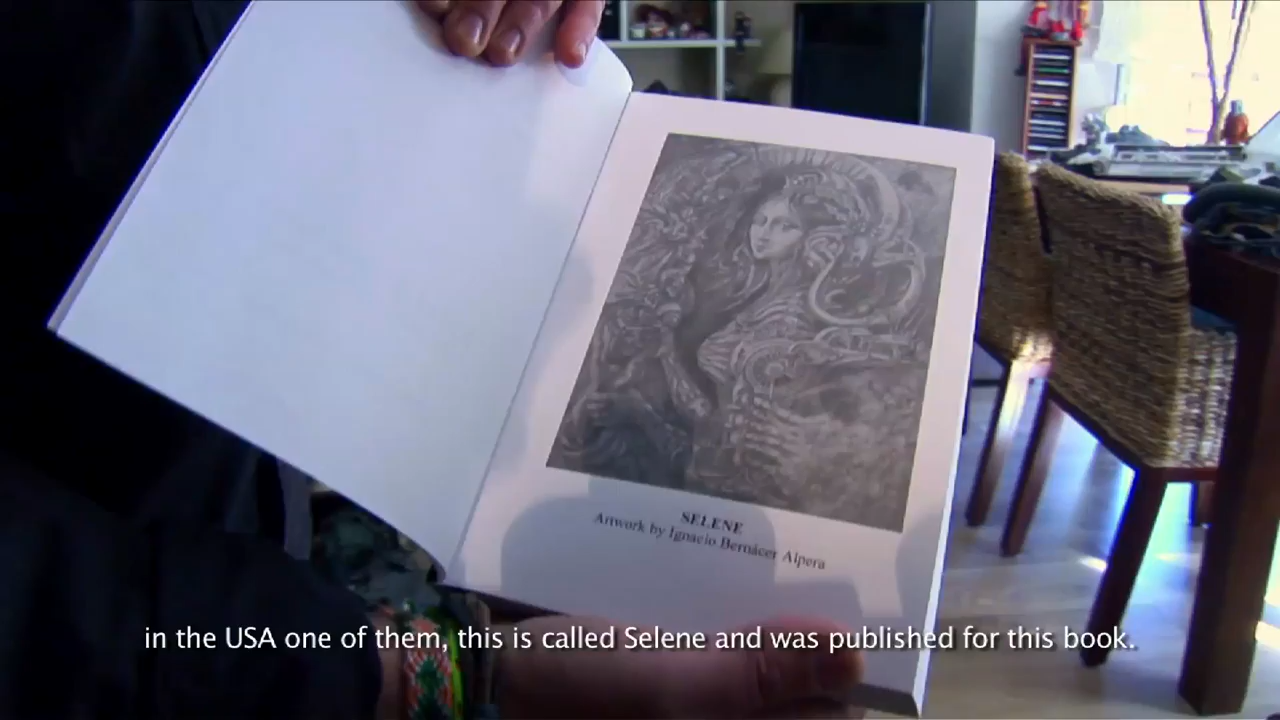 SELENE
Artwork by Ignacio Bernácer Alpera
in the USA one of them, this is called Selene and was published for this book.